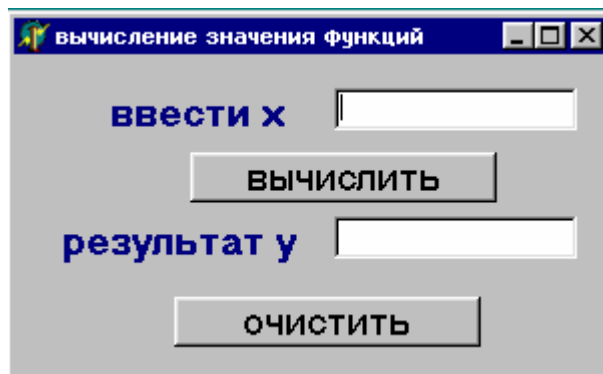 вычисление значения функций
ввести x
ВЫЧИСЛИТЬ
результат y
ОЧИСТИТЬ